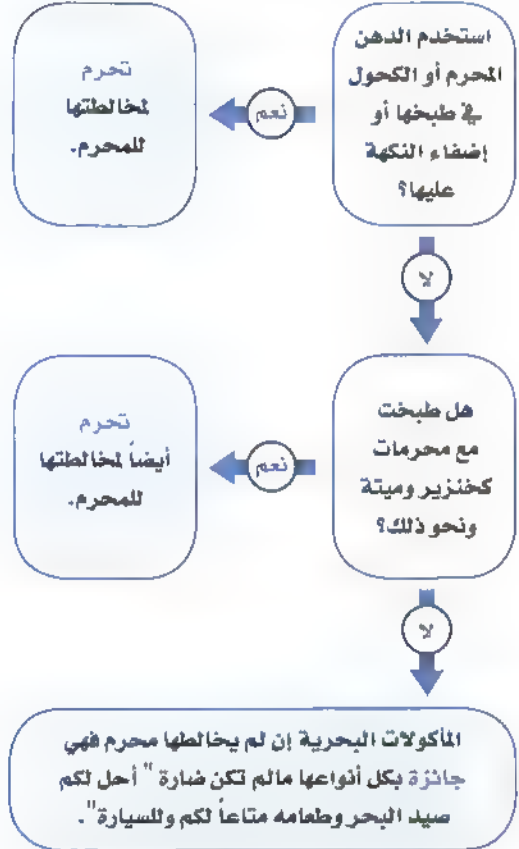 استخدم الدهن
المحرم أو الكحول
في طبخها أو
إضفاء النكهة
عليها؟
نعم
تحرم
لمخالطتها
للمحرم.
لا
هل طبخت
مع محرمات
كخنزير وميتة
ونحو ذلك؟
نعم
تحرم
أيضاً لمخالطتها
للمحرم.
لا
المأكولات البحرية إن لم يخالطها محرم فهي
جائزة بكل أنواعها مالم تكن ضارة " أحل لكم
صيد البحر وطعامه متاعاً لكم وللسيارة".